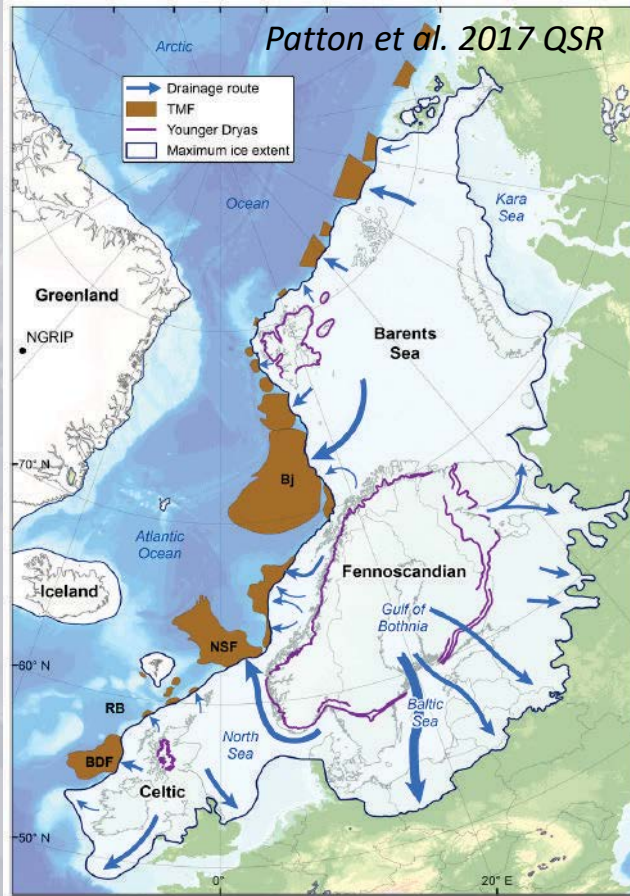 Patton et al. 2017 QSR
Arctic
Drainage route
TMF
Younger Dryas
Maximum ice extent
Ocean
Kara
Sea
Greenland
NGRIP
Barents
Sea
70° N
Bj
Atlantic
Ocean
Fennoscandian
Iceland
Gulf of
Bothnia
NSF
60° N
RB
North
Sea
Baltic
Sea
BDF
Celtic
50° N
0°
20° E